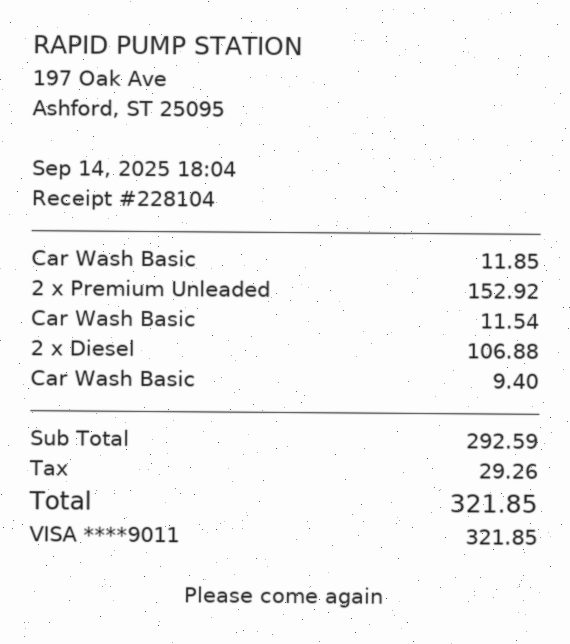 RAPID PUMP STATION
197 Oak Ave
Ashford, ST 25095
Sep 14, 2025 18:04
Receipt #228104
Car Wash Basic 11.85
2 x Premium Unleaded 152.92
Car Wash Basic 11.54
2 x Diesel 106.88
Car Wash Basic 9.40
Sub Total 292.59
Tax 29.26
Total 321.85
VISA ****9011 321.85
Please come again